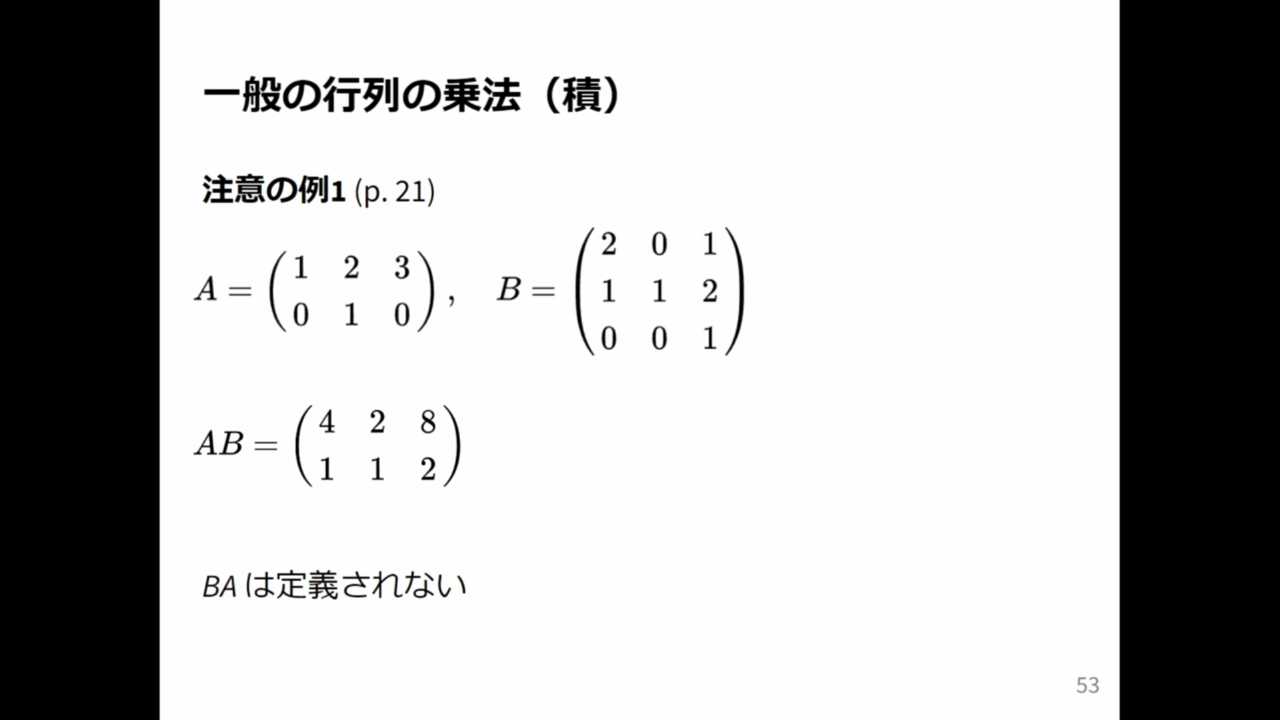 一般の行列の乗法（積）
注意の例1 (p. 21)
A = ( 1 2 3 ; 0 1 0 ) , B = ( 2 0 1 ; 1 1 2 ; 0 0 1 )
AB = ( 4 2 8 ; 1 1 2 )
BA は定義されない
53